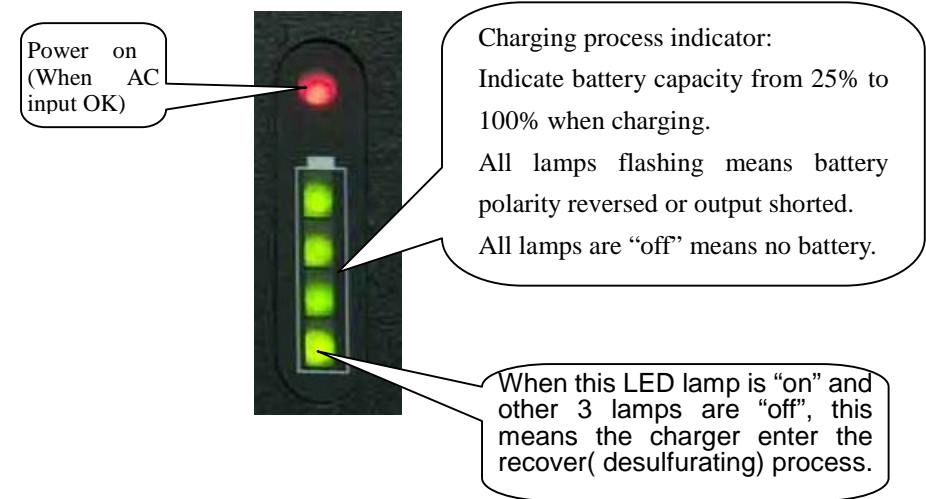 Power on
(When AC
input OK)
Charging process indicator:
Indicate battery capacity from 25% to
100% when charging.
All lamps flashing means battery
polarity reversed or output shorted.
All lamps are “off” means no battery.
When this LED lamp is “on” and
other 3 lamps are “off”, this
means the charger enter the
recover( desulfurating) process.